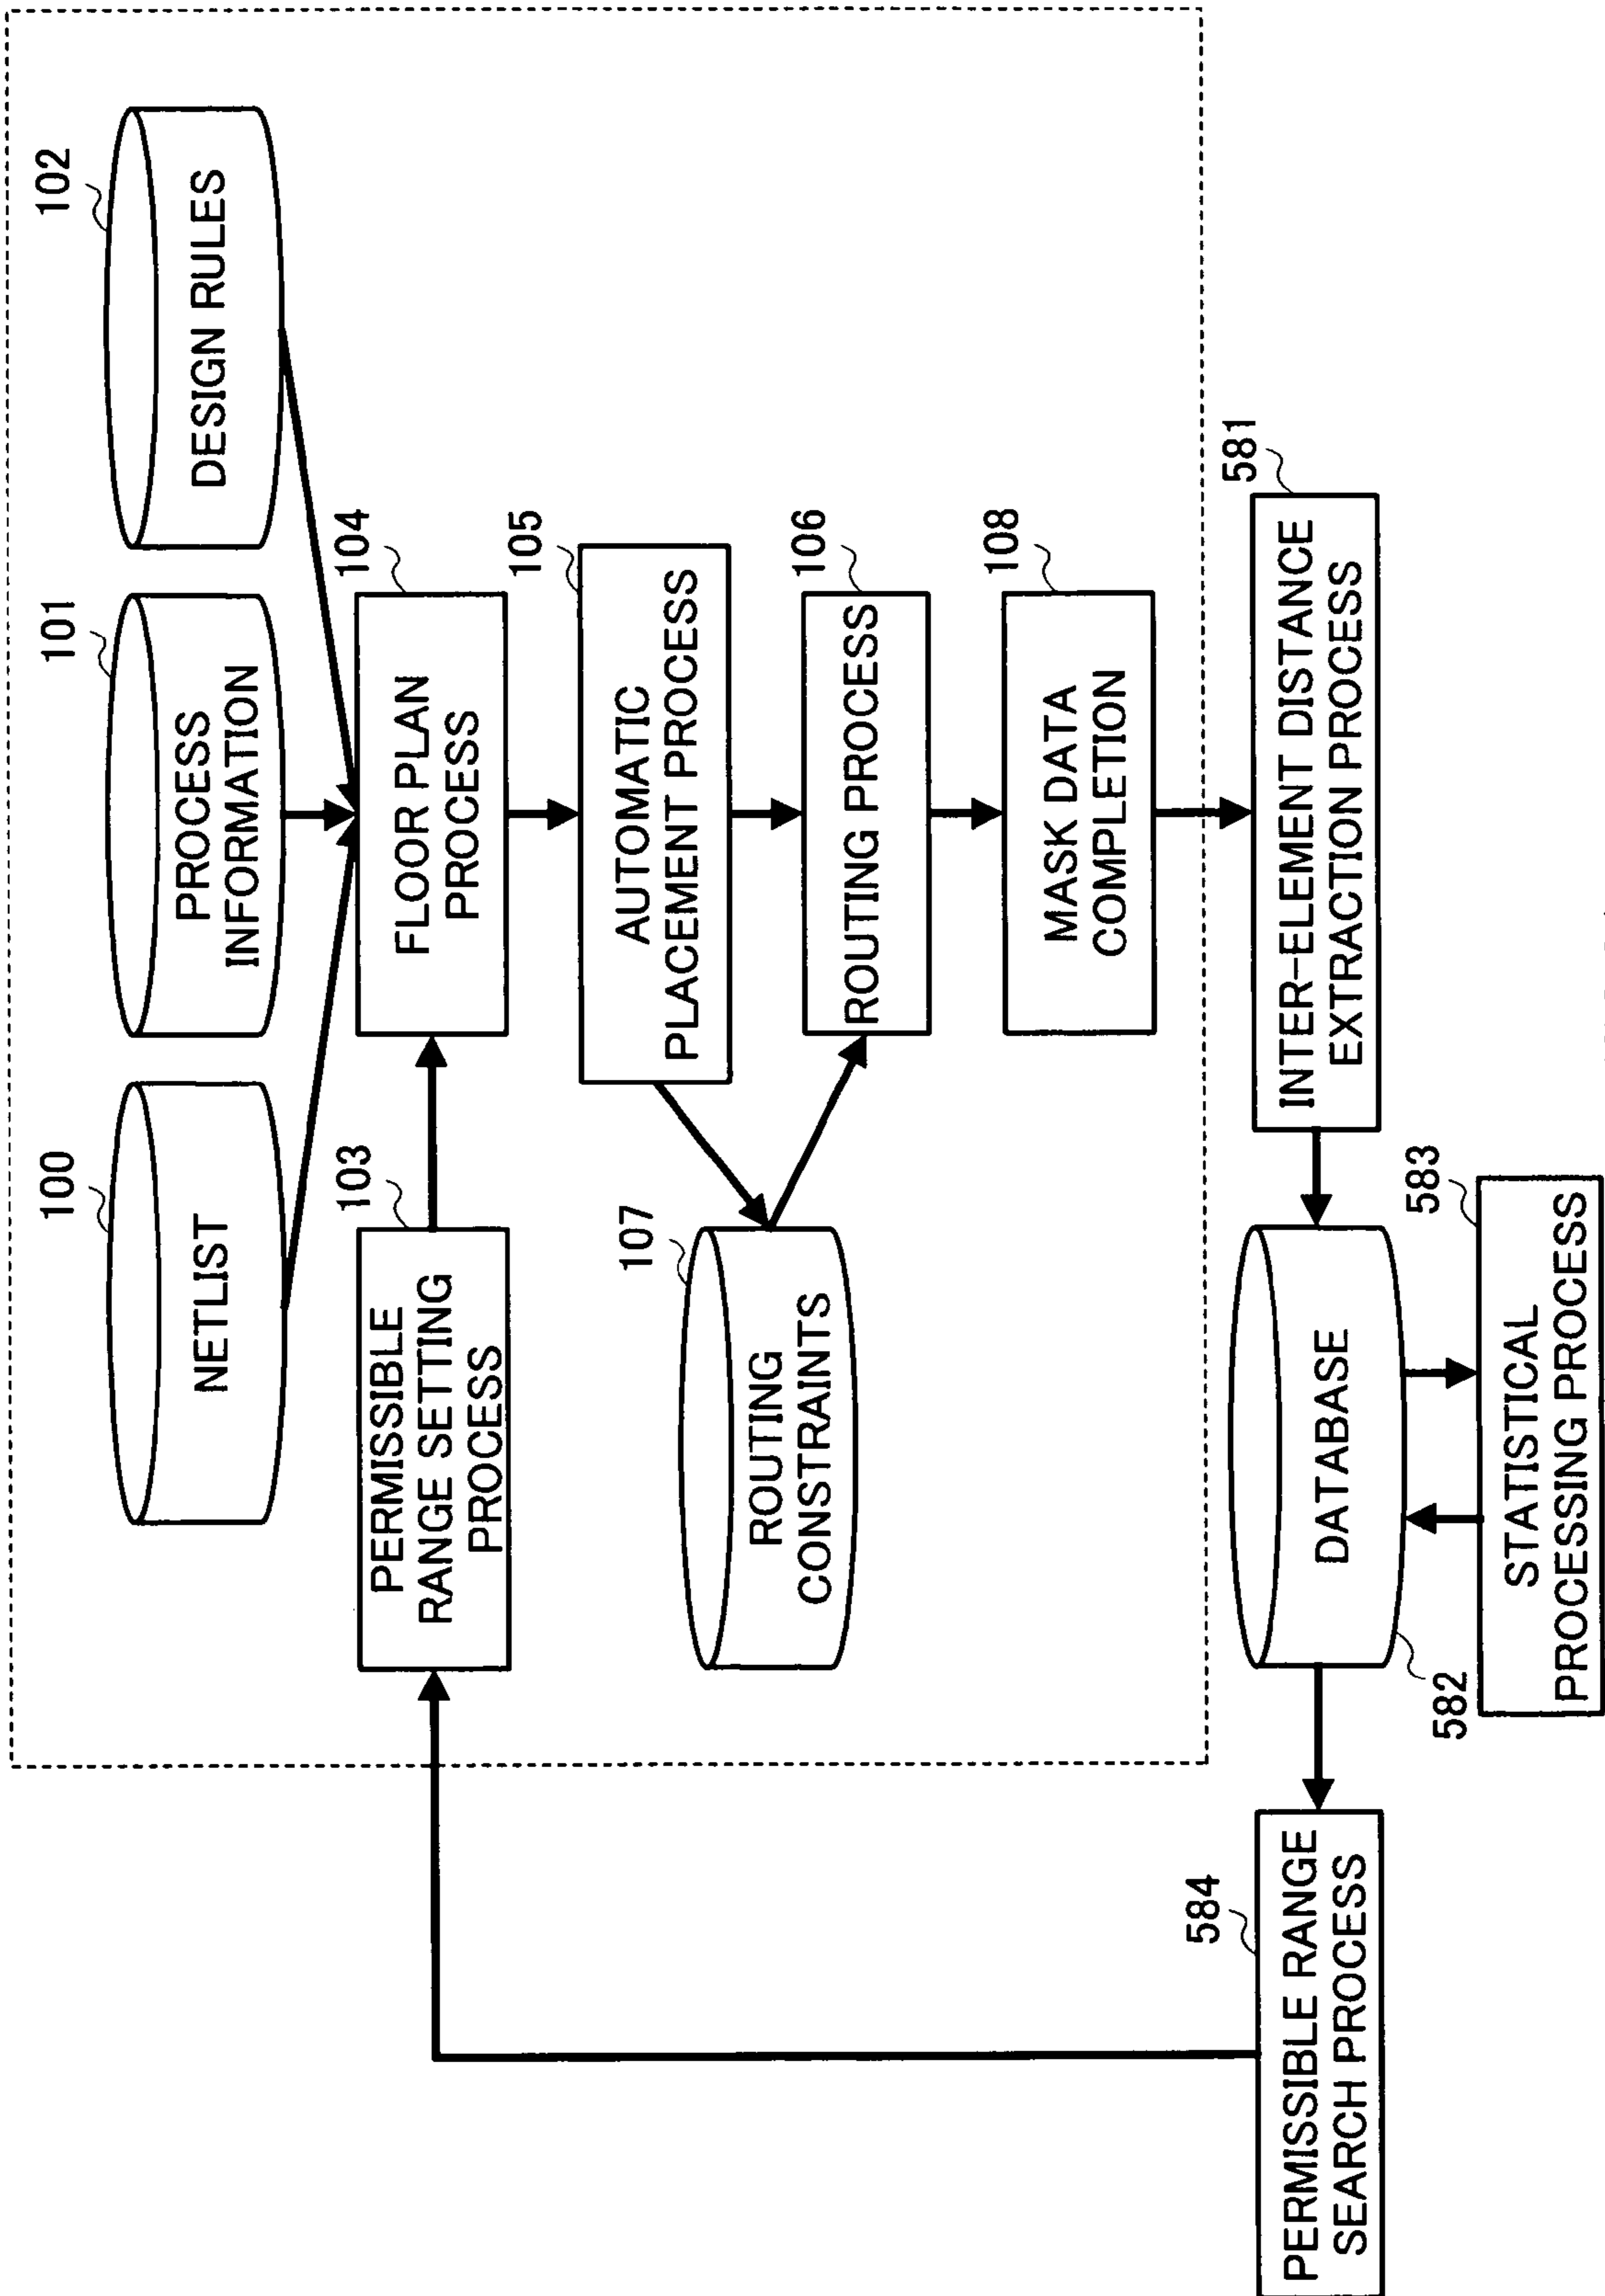 100
NETLIST
101
PROCESS
INFORMATION
102
DESIGN RULES
103
PERMISSIBLE
RANGE SETTING
PROCESS
104
FLOOR PLAN
PROCESS
105
AUTOMATIC
PLACEMENT PROCESS
107
ROUTING
CONSTRAINTS
106
ROUTING PROCESS
108
MASK DATA
COMPLETION
584
PERMISSIBLE RANGE
SEARCH PROCESS
DATABASE
582
581
INTER-ELEMENT DISTANCE
EXTRACTION PROCESS
583
STATISTICAL
PROCESSING PROCESS